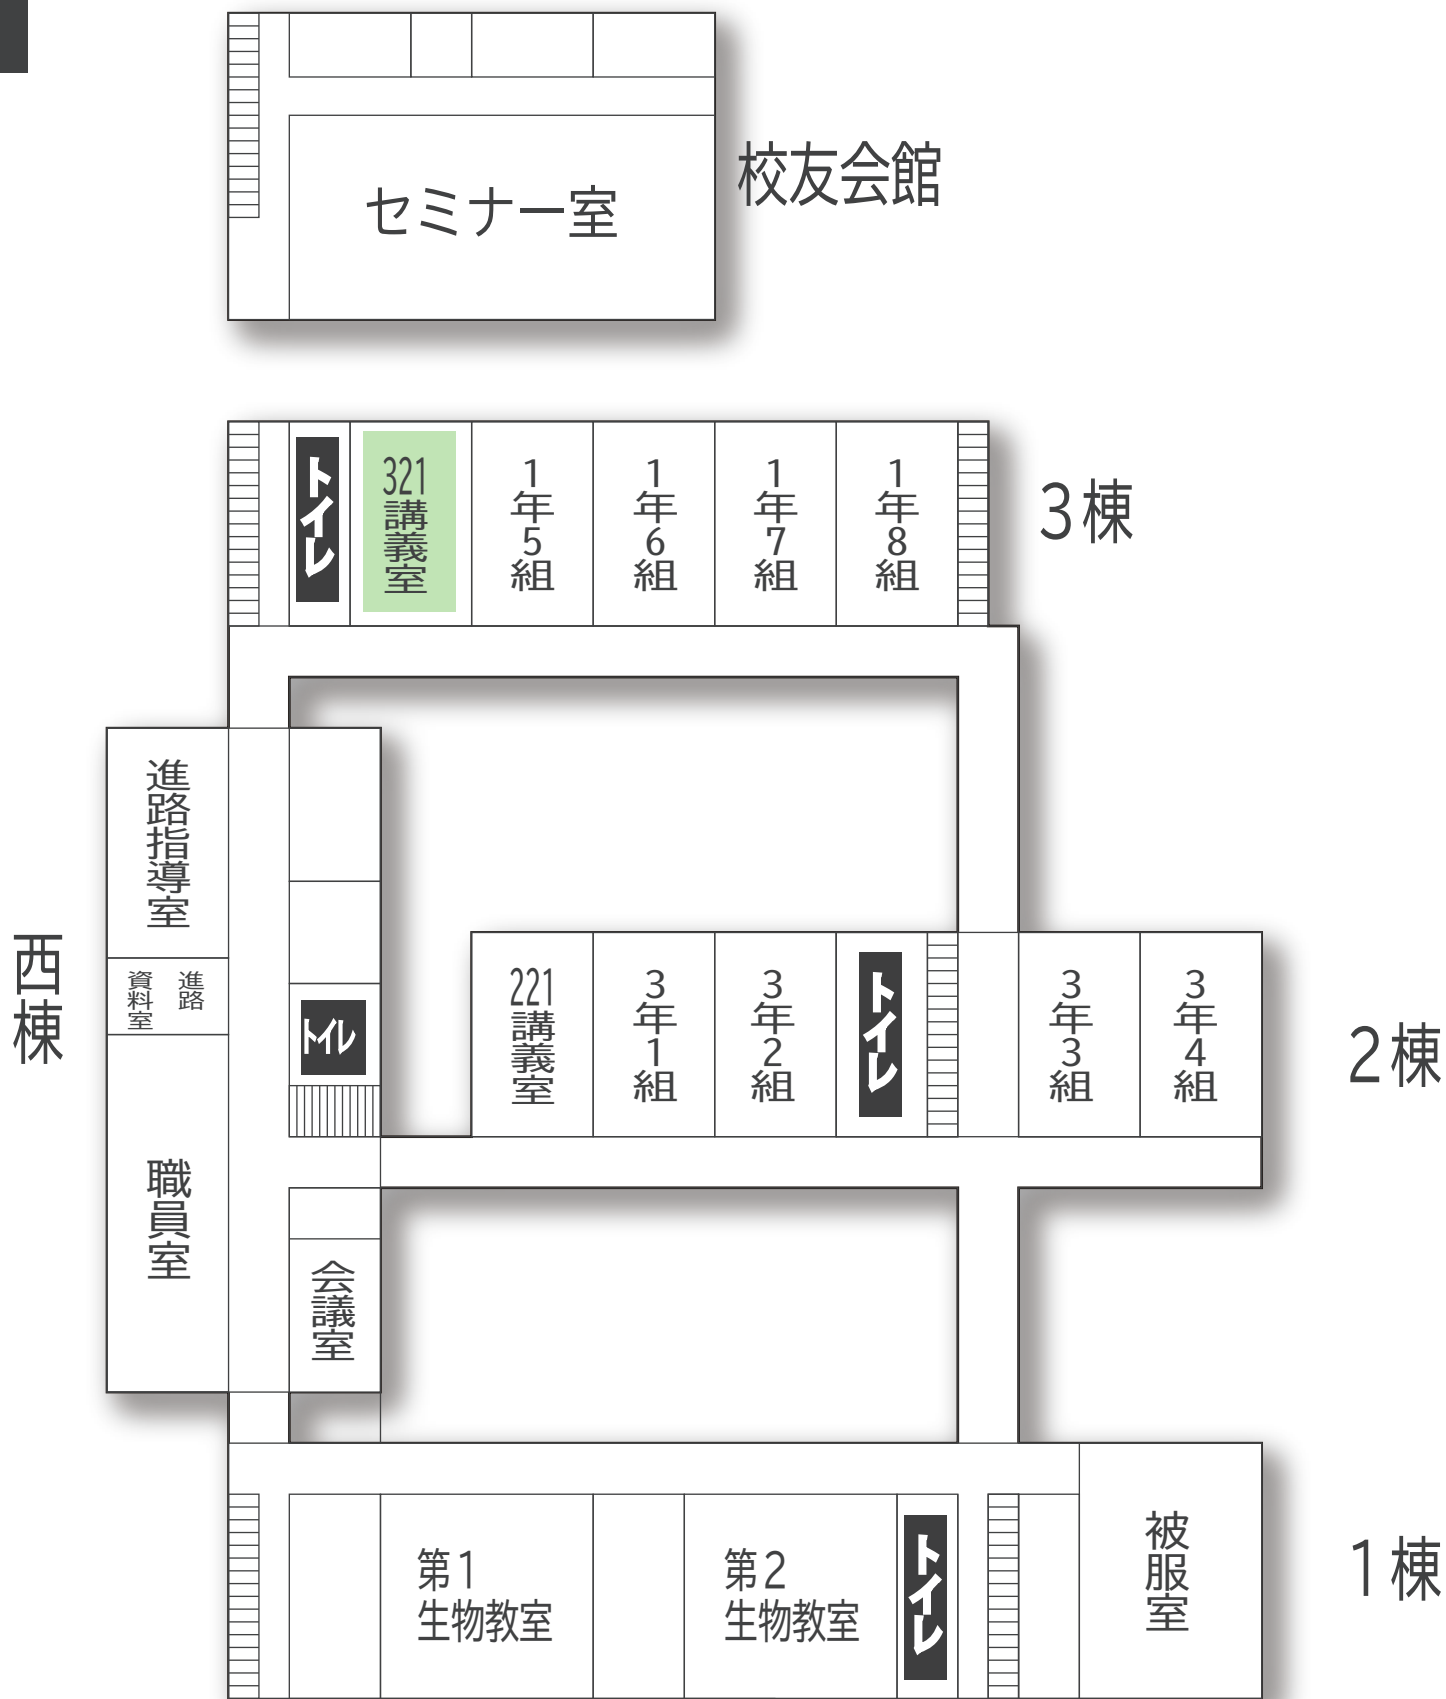 セミナー室
校友会館
トイレ
321講義室
1年5組
1年6組
1年7組
1年8組
3棟
進路指導室
進路
資料室
職員室
西棟
トイレ
会議室
221講義室
3年1組
3年2組
トイレ
3年3組
3年4組
2棟
第1
生物教室
第2
生物教室
トイレ
被服室
1棟